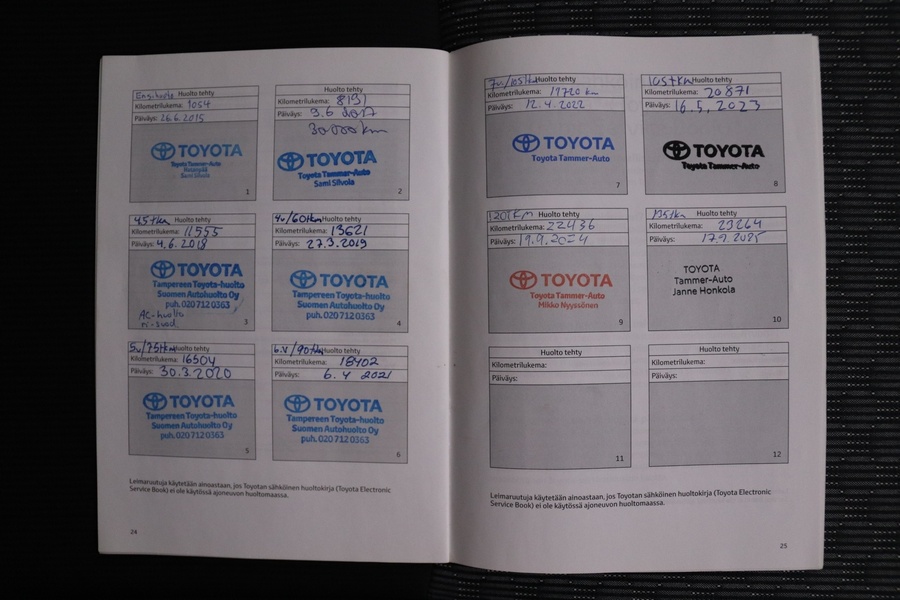 Huolto tehty
Kilometrilukema: 1054
Päiväys: 26.6.2015
TOYOTA
Toyota Tammer-Auto
Sami Silvola
1
Huolto tehty
Kilometrilukema: 8191
Päiväys: 9.6 2017
30000 km
TOYOTA
Toyota Tammer-Auto
Sami Silvola
2
45tkm Huolto tehty
Kilometrilukema: 11555
Päiväys: 4.6.2018
TOYOTA
Tampereen Toyota-huolto
Suomen Autohuolto Oy
puh. 020 712 0363
AC-huolto
3
4v/60tkm Huolto tehty
Kilometrilukema: 13621
Päiväys: 27.3.2019
TOYOTA
Tampereen Toyota-huolto
Suomen Autohuolto Oy
puh. 020 712 0363
4
5v/75tkm Huolto tehty
Kilometrilukema: 16504
Päiväys: 30.3.2020
TOYOTA
Tampereen Toyota-huolto
Suomen Autohuolto Oy
puh. 020 712 0363
5
6.v/90tkm Huolto tehty
Kilometrilukema: 18402
Päiväys: 6. 4 2021
TOYOTA
Tampereen Toyota-huolto
Suomen Autohuolto Oy
puh. 020 712 0363
6
Leimaruutuja käytetään ainoastaan, jos Toyotan sähköinen huoltokirja (Toyota Electronic
Service Book) ei ole käytössä ajoneuvon huoltomaassa.
24
7v/105tkm Huolto tehty
Kilometrilukema: 19720 km
Päiväys: 12.4.2022
TOYOTA
Toyota Tammer-Auto
7
105tkm Huolto tehty
Kilometrilukema: 20871
Päiväys: 16.5.2023
TOYOTA
Toyota Tammer-Auto
8
120tkm Huolto tehty
Kilometrilukema: 22436
Päiväys: 19.9.2024
TOYOTA
Toyota Tammer-Auto
Mikko Nyyssönen
9
135tkm Huolto tehty
Kilometrilukema: 23264
Päiväys: 17.9.2025
TOYOTA
Tammer-Auto
Janne Honkola
10
Huolto tehty
Kilometrilukema:
Päiväys:
11
Huolto tehty
Kilometrilukema:
Päiväys:
12
Leimaruutuja käytetään ainoastaan, jos Toyotan sähköinen huoltokirja (Toyota Electronic
Service Book) ei ole käytössä ajoneuvon huoltomaassa.
25